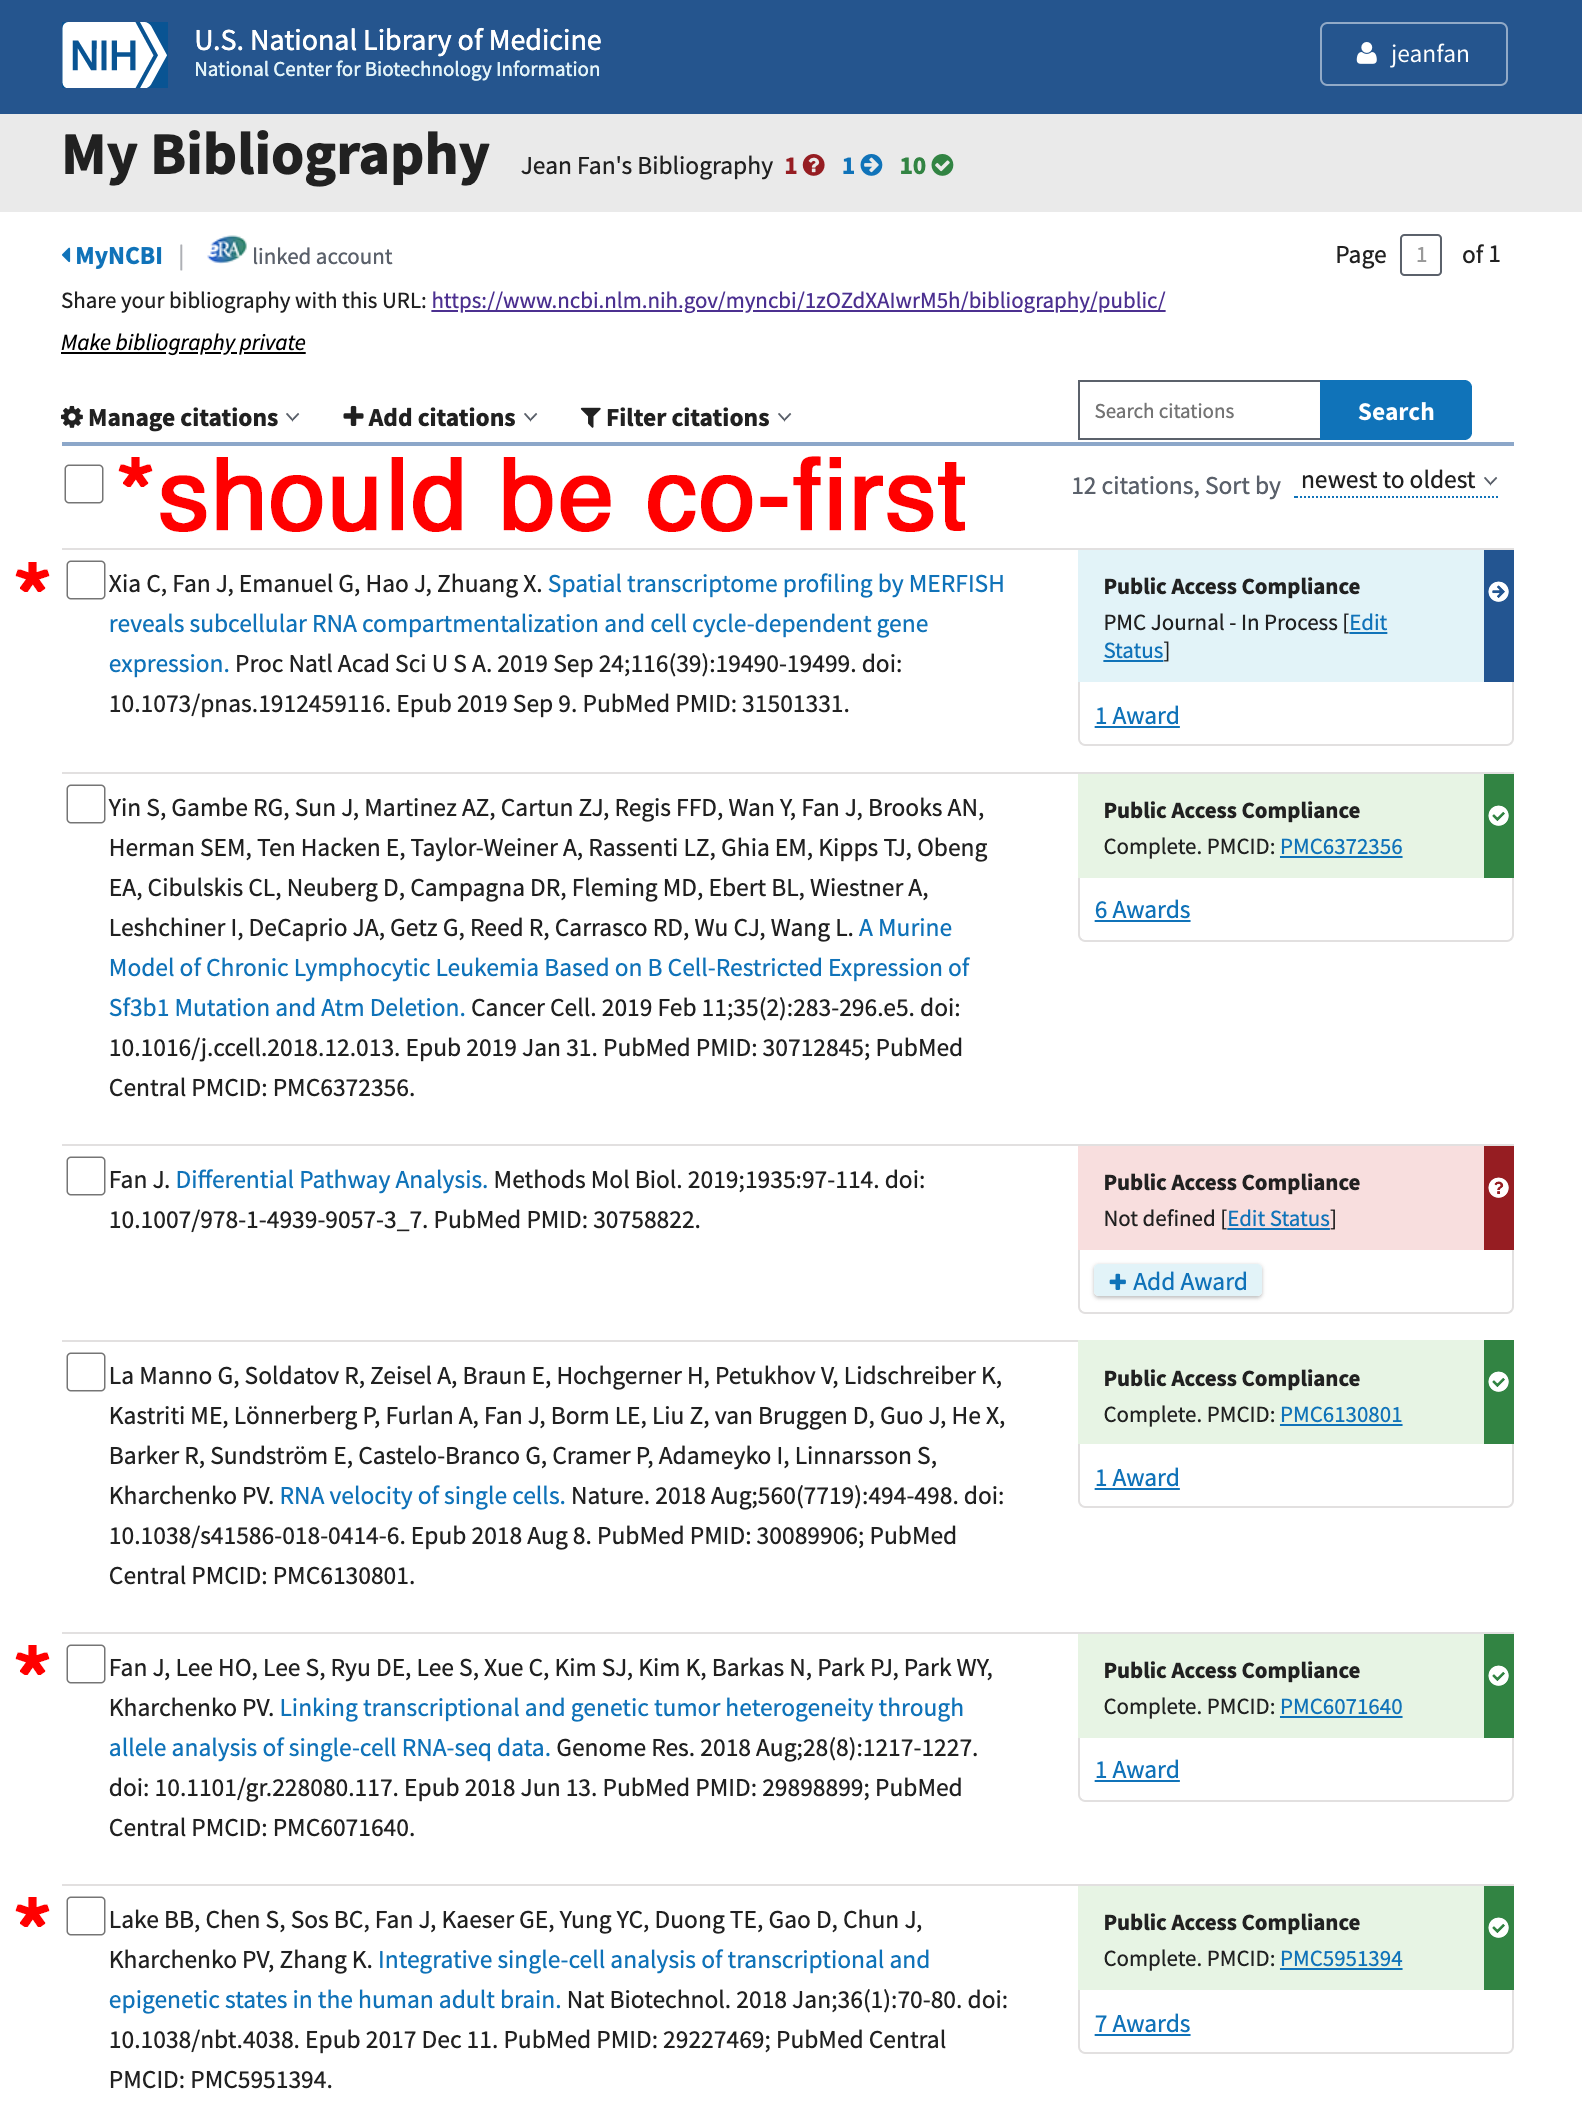 NIH U.S. National Library of Medicine
National Center for Biotechnology Information
jeanfan
My Bibliography Jean Fan's Bibliography 1 1 10
MyNCBI | eRA linked account
Page 1 of 1
Share your bibliography with this URL: https://www.ncbi.nlm.nih.gov/myncbi/1zOZdXAIwrM5h/bibliography/public/
Make bibliography private
Manage citations Add citations Filter citations
Search citations Search
*should be co-first
12 citations, Sort by newest to oldest
*
Xia C, Fan J, Emanuel G, Hao J, Zhuang X. Spatial transcriptome profiling by MERFISH
reveals subcellular RNA compartmentalization and cell cycle-dependent gene
expression. Proc Natl Acad Sci U S A. 2019 Sep 24;116(39):19490-19499. doi:
10.1073/pnas.1912459116. Epub 2019 Sep 9. PubMed PMID: 31501331.
Public Access Compliance
PMC Journal - In Process [Edit
Status]
1 Award
Yin S, Gambe RG, Sun J, Martinez AZ, Cartun ZJ, Regis FFD, Wan Y, Fan J, Brooks AN,
Herman SEM, Ten Hacken E, Taylor-Weiner A, Rassenti LZ, Ghia EM, Kipps TJ, Obeng
EA, Cibulskis CL, Neuberg D, Campagna DR, Fleming MD, Ebert BL, Wiestner A,
Leshchiner I, DeCaprio JA, Getz G, Reed R, Carrasco RD, Wu CJ, Wang L. A Murine
Model of Chronic Lymphocytic Leukemia Based on B Cell-Restricted Expression of
Sf3b1 Mutation and Atm Deletion. Cancer Cell. 2019 Feb 11;35(2):283-296.e5. doi:
10.1016/j.ccell.2018.12.013. Epub 2019 Jan 31. PubMed PMID: 30712845; PubMed
Central PMCID: PMC6372356.
Public Access Compliance
Complete. PMCID: PMC6372356
6 Awards
Fan J. Differential Pathway Analysis. Methods Mol Biol. 2019;1935:97-114. doi:
10.1007/978-1-4939-9057-3_7. PubMed PMID: 30758822.
Public Access Compliance
Not defined [Edit Status]
+ Add Award
La Manno G, Soldatov R, Zeisel A, Braun E, Hochgerner H, Petukhov V, Lidschreiber K,
Kastriti ME, Lönnerberg P, Furlan A, Fan J, Borm LE, Liu Z, van Bruggen D, Guo J, He X,
Barker R, Sundström E, Castelo-Branco G, Cramer P, Adameyko I, Linnarsson S,
Kharchenko PV. RNA velocity of single cells. Nature. 2018 Aug;560(7719):494-498. doi:
10.1038/s41586-018-0414-6. Epub 2018 Aug 8. PubMed PMID: 30089906; PubMed
Central PMCID: PMC6130801.
Public Access Compliance
Complete. PMCID: PMC6130801
1 Award
*
Fan J, Lee HO, Lee S, Ryu DE, Lee S, Xue C, Kim SJ, Kim K, Barkas N, Park PJ, Park WY,
Kharchenko PV. Linking transcriptional and genetic tumor heterogeneity through
allele analysis of single-cell RNA-seq data. Genome Res. 2018 Aug;28(8):1217-1227.
doi: 10.1101/gr.228080.117. Epub 2018 Jun 13. PubMed PMID: 29898899; PubMed
Central PMCID: PMC6071640.
Public Access Compliance
Complete. PMCID: PMC6071640
1 Award
*
Lake BB, Chen S, Sos BC, Fan J, Kaeser GE, Yung YC, Duong TE, Gao D, Chun J,
Kharchenko PV, Zhang K. Integrative single-cell analysis of transcriptional and
epigenetic states in the human adult brain. Nat Biotechnol. 2018 Jan;36(1):70-80. doi:
10.1038/nbt.4038. Epub 2017 Dec 11. PubMed PMID: 29227469; PubMed Central
PMCID: PMC5951394.
Public Access Compliance
Complete. PMCID: PMC5951394
7 Awards